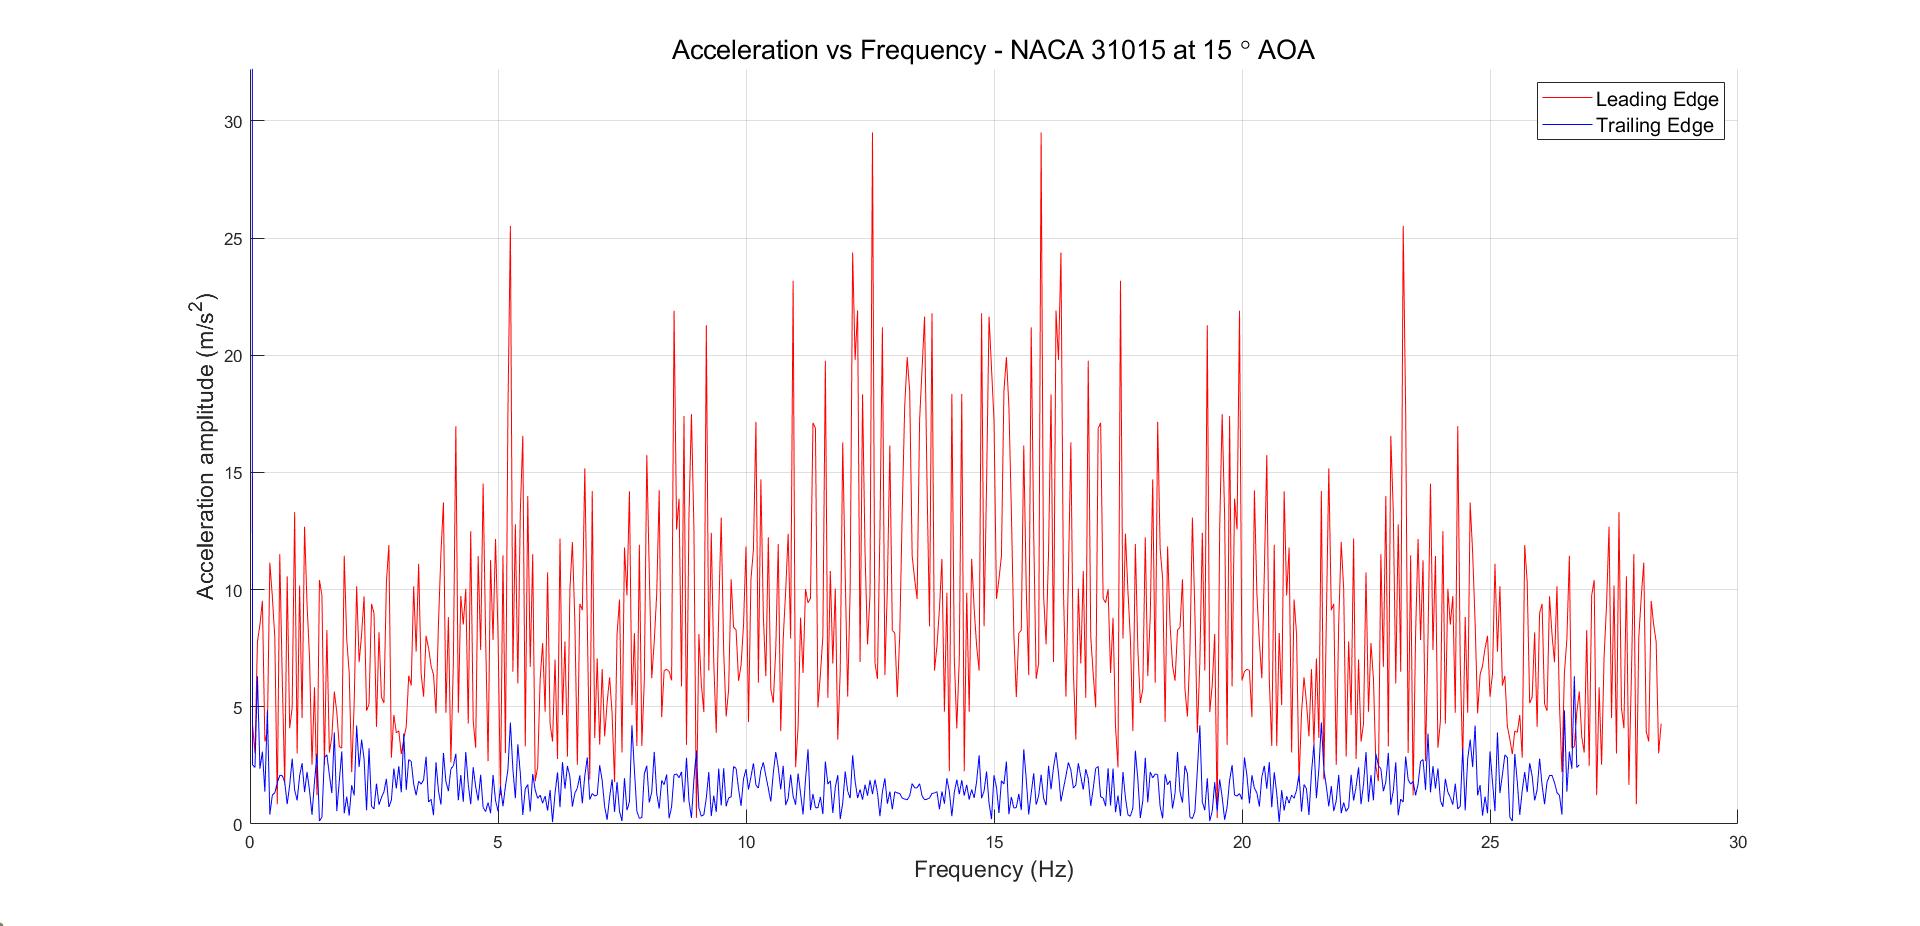 Acceleration vs Frequency - NACA 31015 at 15 ° AOA
Leading Edge
Trailing Edge
Acceleration amplitude (m/s²)
30
25
20
15
10
5
0
0 5 10 15 20 25 30
Frequency (Hz)